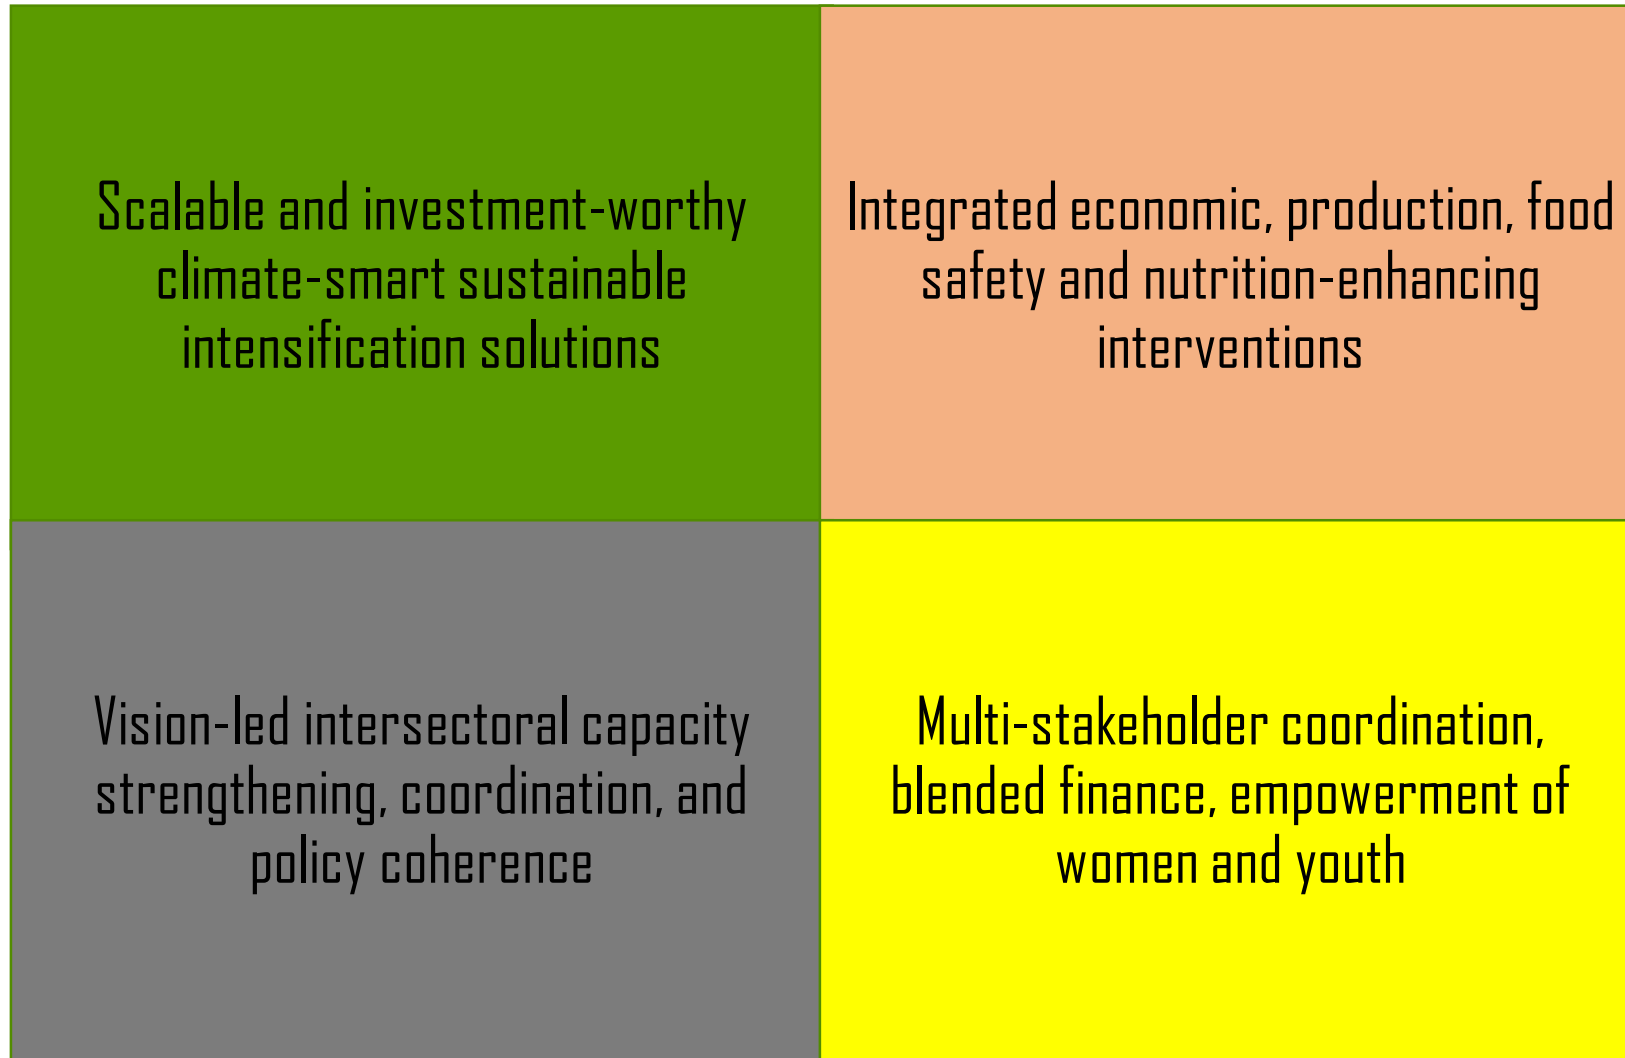 Scalable and investment-worthy
climate-smart sustainable
intensification solutions
Integrated economic, production, food
safety and nutrition-enhancing
interventions
Vision-led intersectoral capacity
strengthening, coordination, and
policy coherence
Multi-stakeholder coordination,
blended finance, empowerment of
women and youth